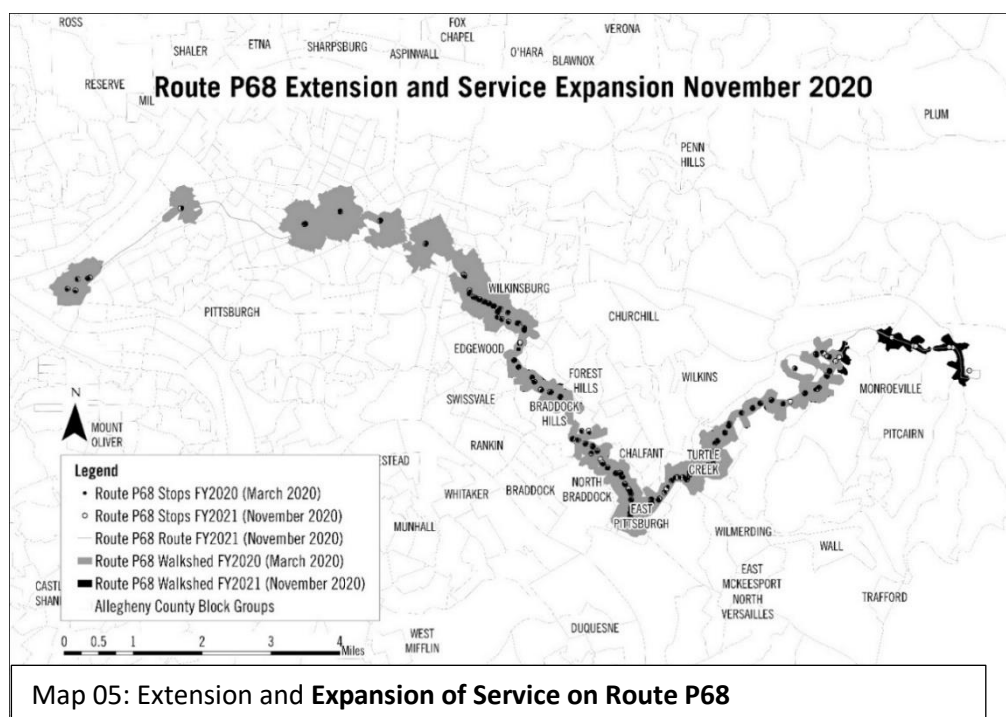 ROSS
FOX
CHAPEL
VERONA
SHALER
ETNA
SHARPSBURG
ASPINWALL
O'HARA
BLAWNOX
RESERVE
MIL
Route P68 Extension and Service Expansion November 2020
PLUM
PENN
HILLS
WILKINSBURG
PITTSBURGH
CHURCHILL
EDGEWOOD
FOREST
HILLS
WILKINS
SWISSVALE
BRADDOCK
HILLS
MONROEVILLE
N
MOUNT
OLIVER
RANKIN
CHALFANT
TURTLE
CREEK
PITCAIRN
ESTEAD
WHITAKER
BRADDOCK
NORTH
BRADDOCK
EAST
PITTSBURGH
MUNHALL
WILMERDING
WALL
EAST
MCKEESPORT
NORTH
VERSAILLES
TRAFFORD
CASTL
SHAN
DUQUESNE
WEST
MIFFLIN
Legend
Route P68 Stops FY2020 (March 2020)
Route P68 Stops FY2021 (November 2020)
Route P68 Route FY2021 (November 2020)
Route P68 Walkshed FY2020 (March 2020)
Route P68 Walkshed FY2021 (November 2020)
Allegheny County Block Groups
0 0.5 1 2 3 4
Miles
Map 05: Extension and Expansion of Service on Route P68